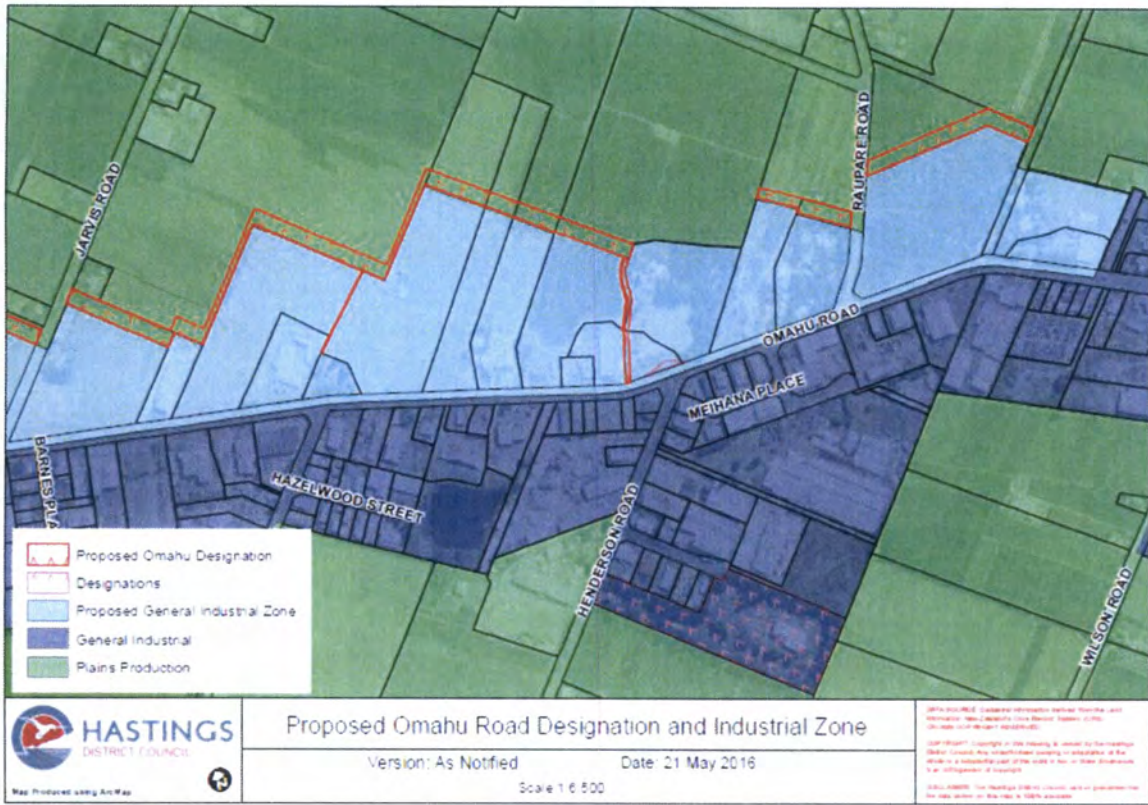 JARVIS ROAD
RAUPARE ROAD
OMAHU ROAD
MEIHANA PLACE
BARNES PLA
HAZELWOOD STREET
HENDERSON ROAD
WILSON ROAD
Proposed Omahu Designation
Designations
Proposed General Industrial Zone
General Industrial
Plains Production
HASTINGS
DISTRICT COUNCIL
Map Produced using ArcMap
Proposed Omahu Road Designation and Industrial Zone
Version: As Notified Date: 21 May 2016
Scale 1:6 500